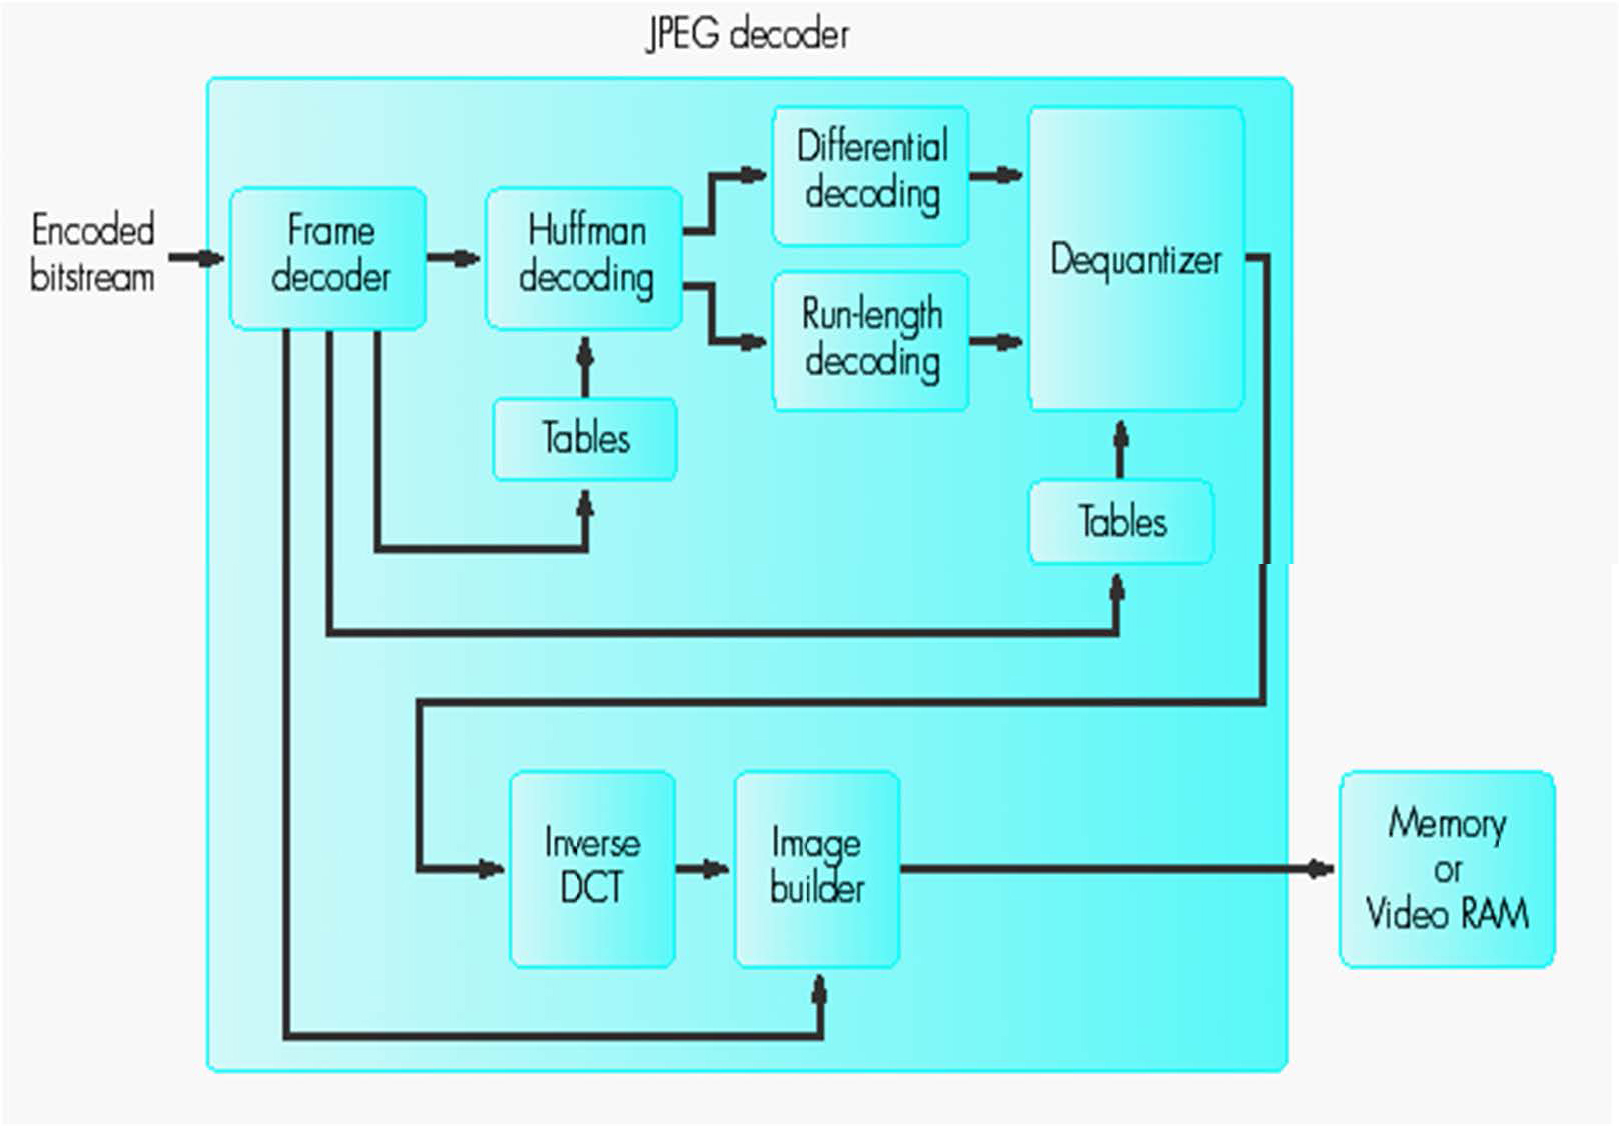 JPEG decoder
Encoded
bitstream
Frame
decoder
Huffman
decoding
Differential
decoding
Run-length
decoding
Dequantizer
Tables
Tables
Inverse
DCT
Image
builder
Memory
or
Video RAM